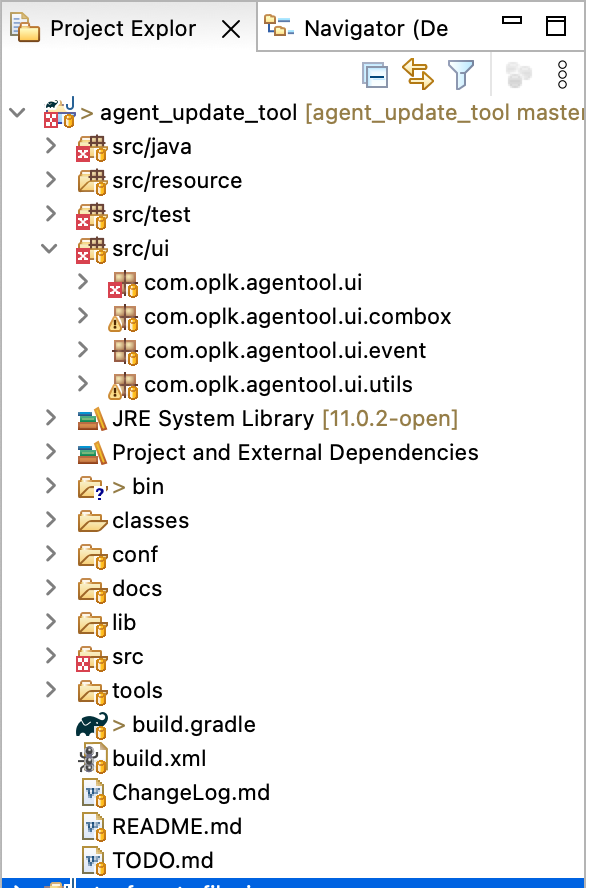 Project Explor
Navigator (De
> agent_update_tool [agent_update_tool master
src/java
src/resource
src/test
src/ui
com.oplk.agentool.ui
com.oplk.agentool.ui.combox
com.oplk.agentool.ui.event
com.oplk.agentool.ui.utils
JRE System Library [11.0.2-open]
Project and External Dependencies
> bin
classes
conf
docs
lib
src
tools
> build.gradle
build.xml
ChangeLog.md
README.md
TODO.md